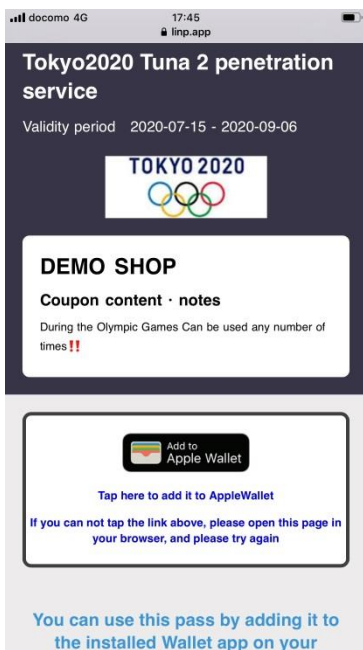 docomo 4G 17:45
linp.app
Tokyo2020 Tuna 2 penetration
service
Validity period 2020-07-15 - 2020-09-06
TOKYO 2020
DEMO SHOP
Coupon content · notes
During the Olympic Games Can be used any number of
times‼️
Add to
Apple Wallet
Tap here to add it to AppleWallet
If you can not tap the link above, please open this page in
your browser, and please try again
You can use this pass by adding it to
the installed Wallet app on your